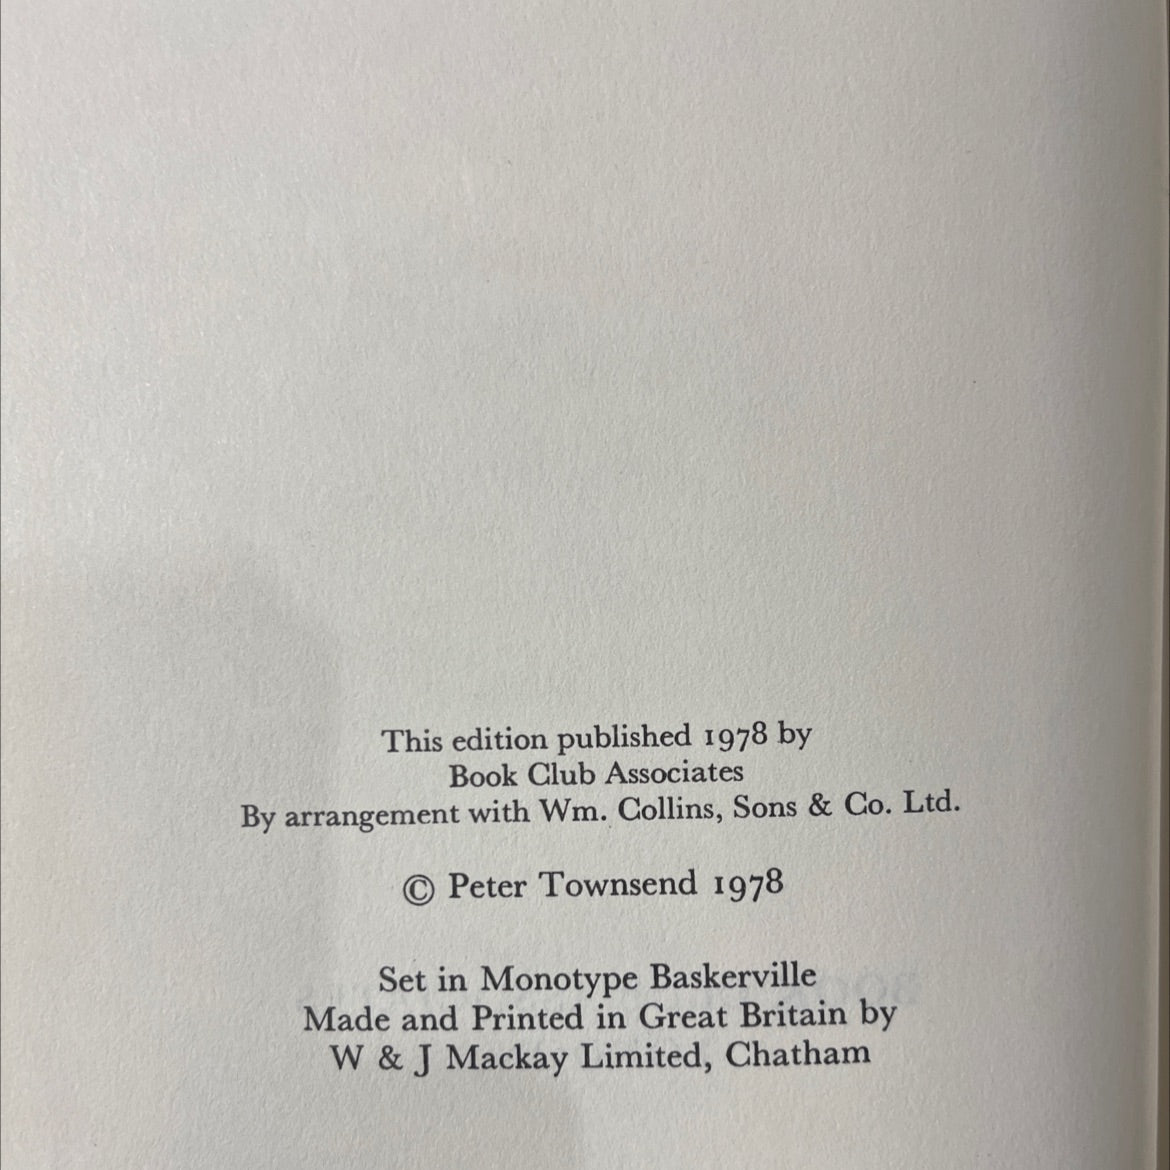 This edition published 1978 by
Book Club Associates
By arrangement with Wm. Collins, Sons & Co. Ltd.
© Peter Townsend 1978
Set in Monotype Baskerville
Made and Printed in Great Britain by
W & J Mackay Limited, Chatham